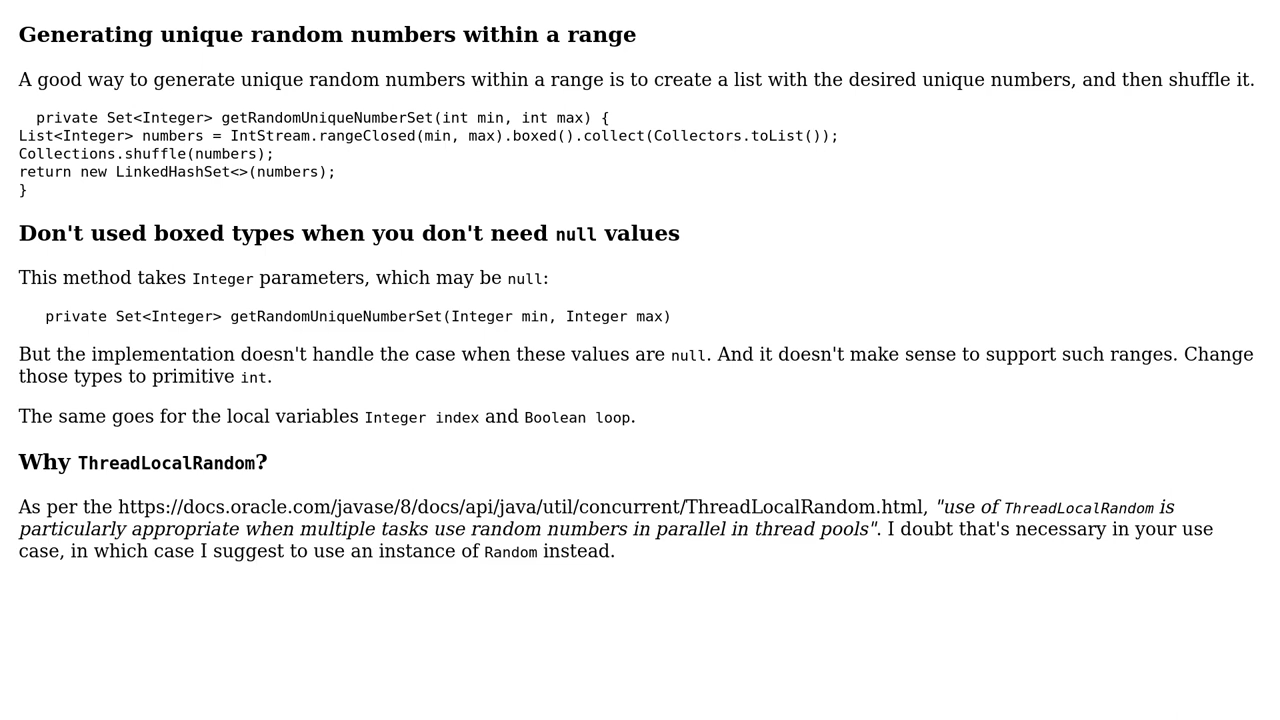 Generating unique random numbers within a range
A good way to generate unique random numbers within a range is to create a list with the desired unique numbers, and then shuffle it.
private Set<Integer> getRandomUniqueNumberSet(int min, int max) {
List<Integer> numbers = IntStream.rangeClosed(min, max).boxed().collect(Collectors.toList());
Collections.shuffle(numbers);
return new LinkedHashSet<>(numbers);
}
Don't used boxed types when you don't need null values
This method takes Integer parameters, which may be null:
private Set<Integer> getRandomUniqueNumberSet(Integer min, Integer max)
But the implementation doesn't handle the case when these values are null. And it doesn't make sense to support such ranges. Change
those types to primitive int.
The same goes for the local variables Integer index and Boolean loop.
Why ThreadLocalRandom?
As per the https://docs.oracle.com/javase/8/docs/api/java/util/concurrent/ThreadLocalRandom.html, "use of ThreadLocalRandom is
particularly appropriate when multiple tasks use random numbers in parallel in thread pools". I doubt that's necessary in your use
case, in which case I suggest to use an instance of Random instead.